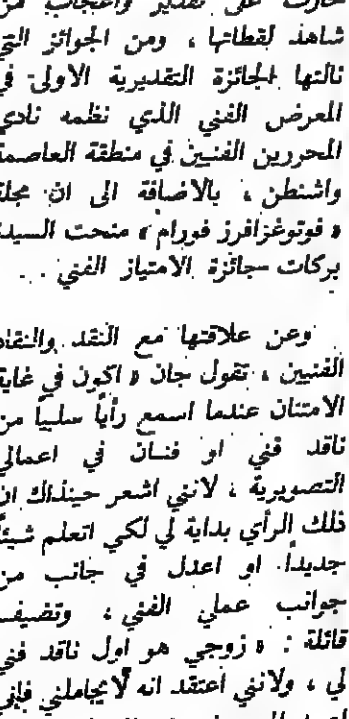 حازت على تقدير واعجاب من
شاهد لقطاتها ، ومن الجوائز التي
نالتها الجائزة التقديرية الاولى في
المعرض الفني الذي نظمه نادي
المحررين الفنيين في منطقة العاصمة
واشنطن ، بالاضافة الى ان مجلة
« فوتوغرافرز فورام » منحت السيدة
بركات جائزة الامتياز الفني . .
وعن علاقتها مع النقد والنقاد
الفنيين ، تقول جان « اكون في غاية
الامتنان عندما اسمع رأياً سلبياً من
ناقد فني او فنان في اعمالي
التصويرية ، لانني اشعر حينذاك ان
ذلك الرأي بداية لي لكي اتعلم شيئاً
جديداً او اعدل في جانب من
جوانب عملي الفني ، وتضيف
قائلة : « زوجي هو اول ناقد فني
لي ، ولانني اعتقد انه لا يجاملني فإني